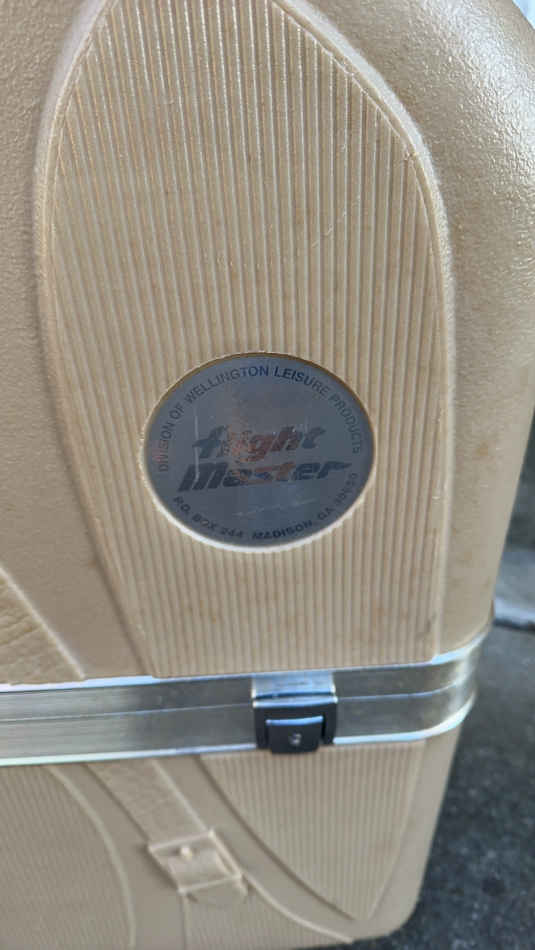 DIVISION OF WELLINGTON LEISURE PRODUCTS
flight
Master
P.O. BOX 244 MADISON, GA 30650